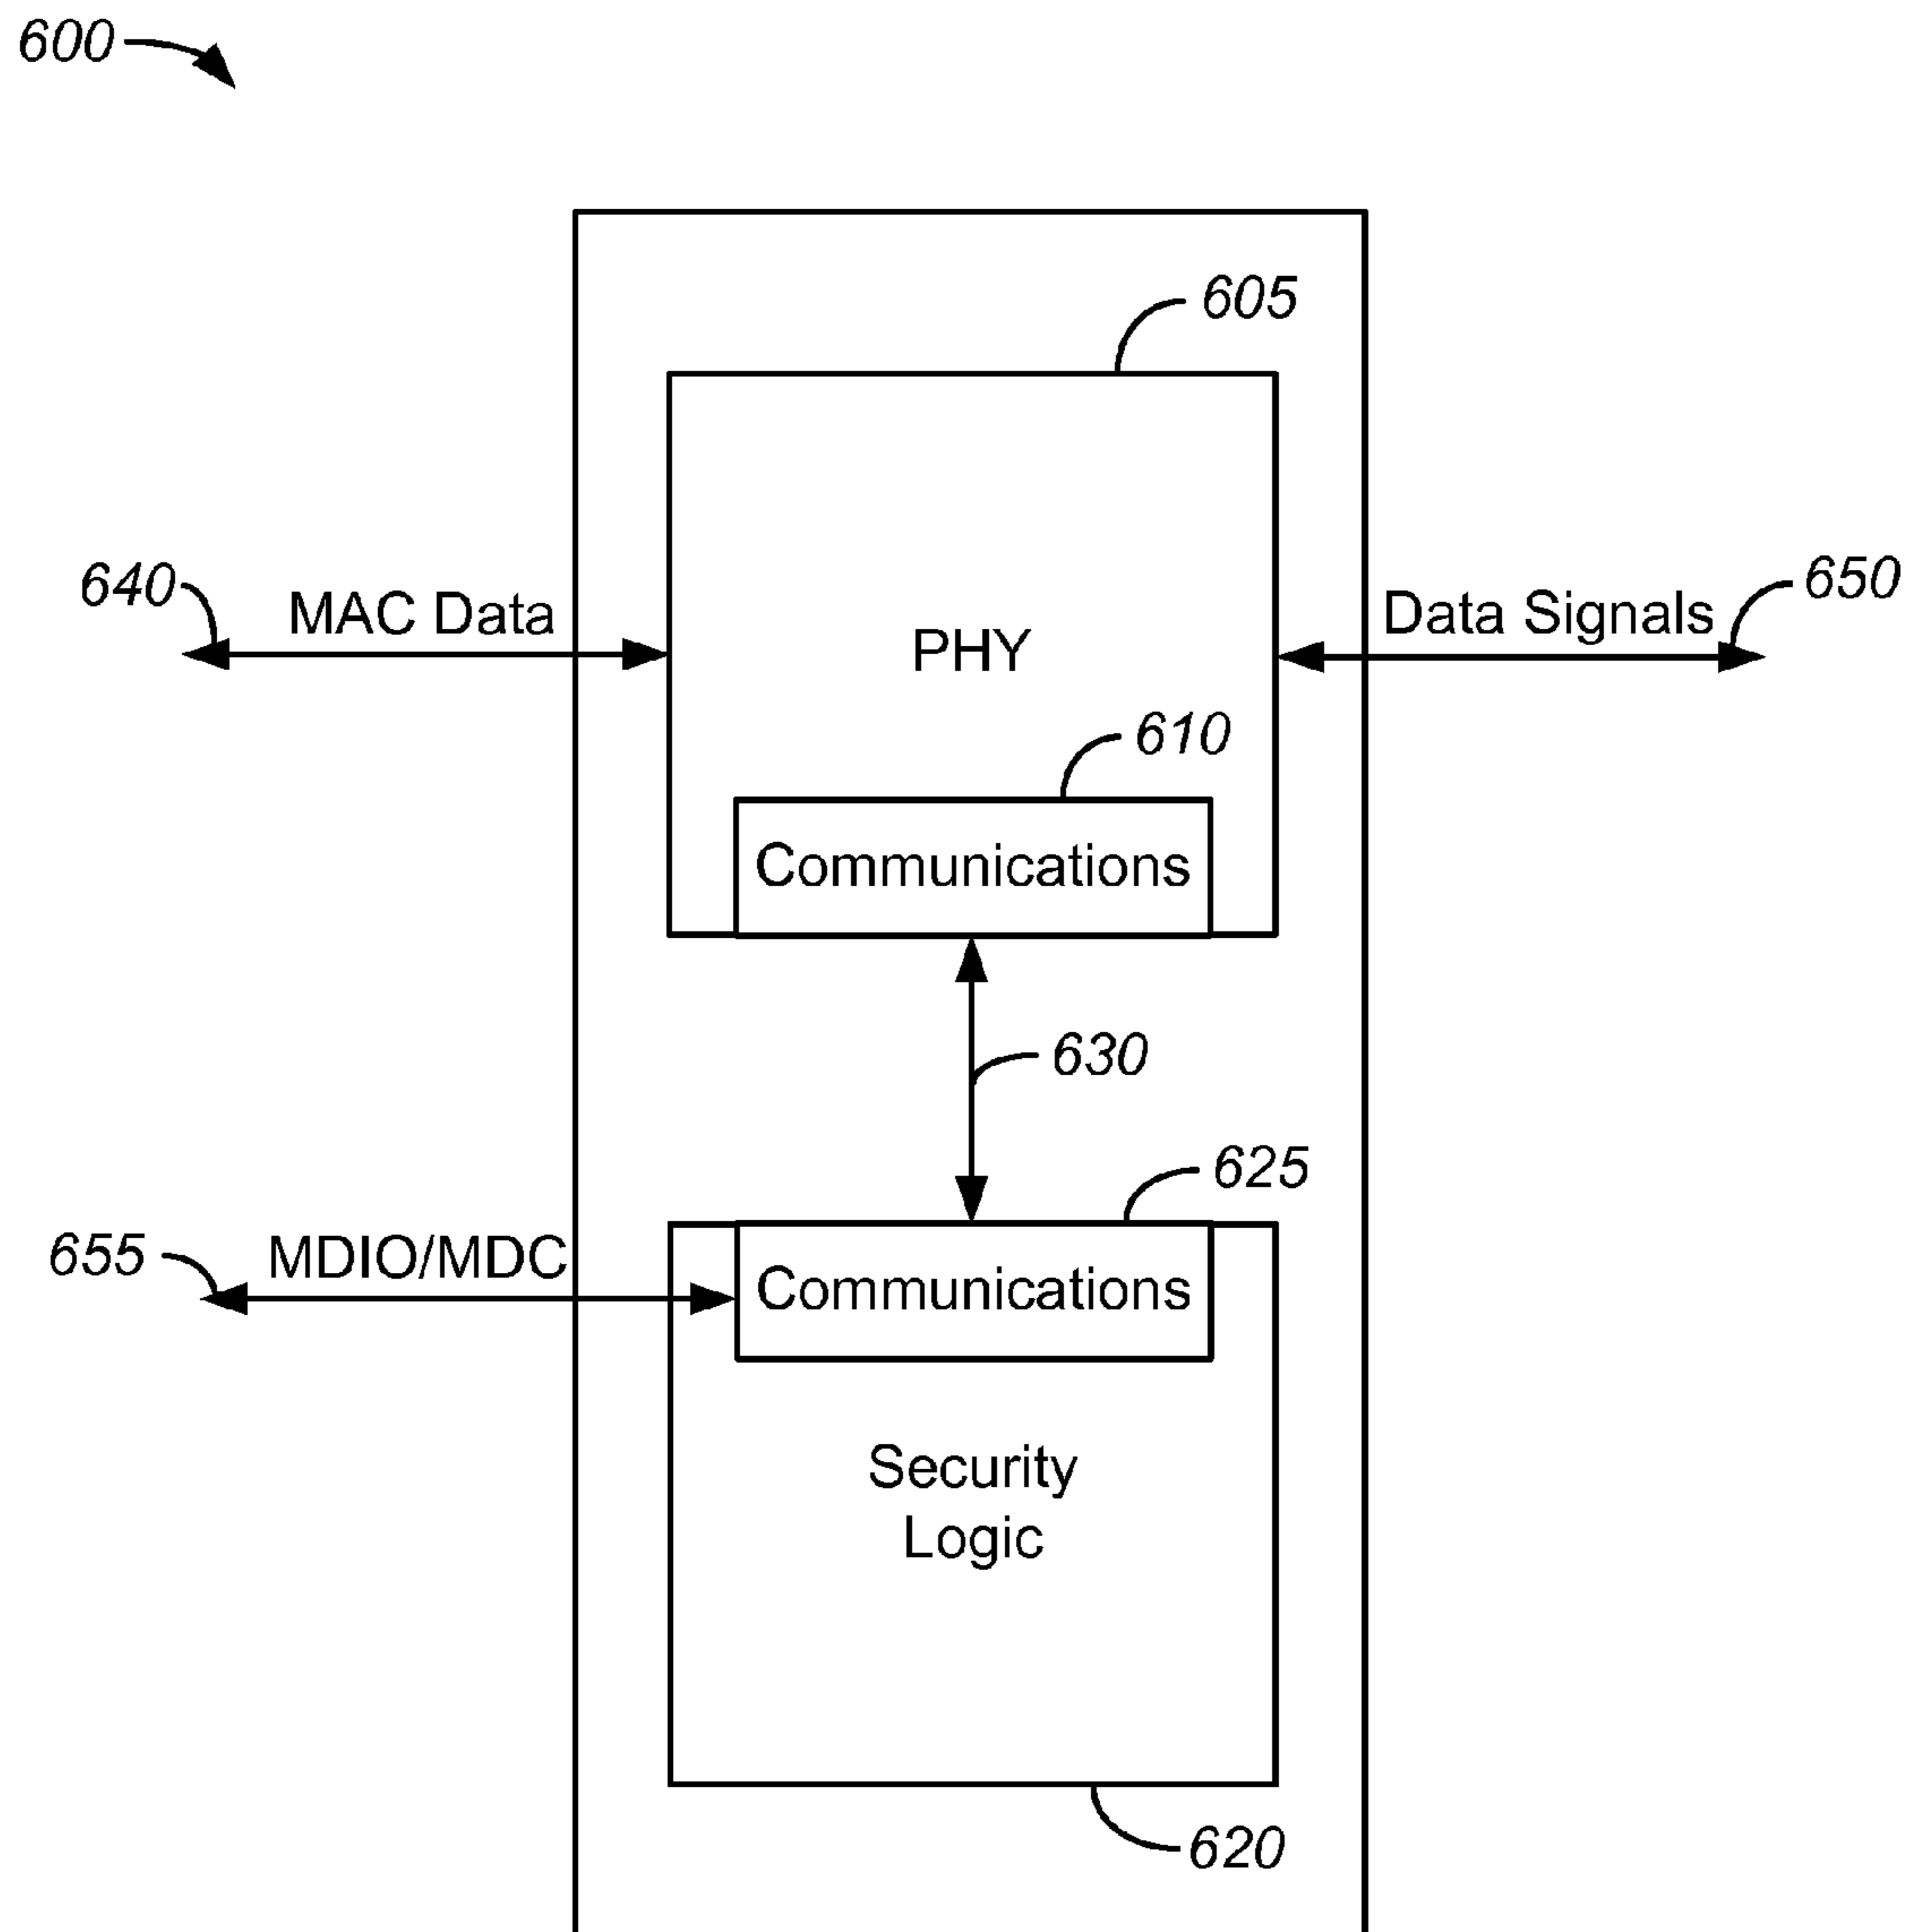 600
605
640
MAC Data
PHY
Data Signals
650
610
Communications
630
625
655
MDIO/MDC
Communications
Security
Logic
620